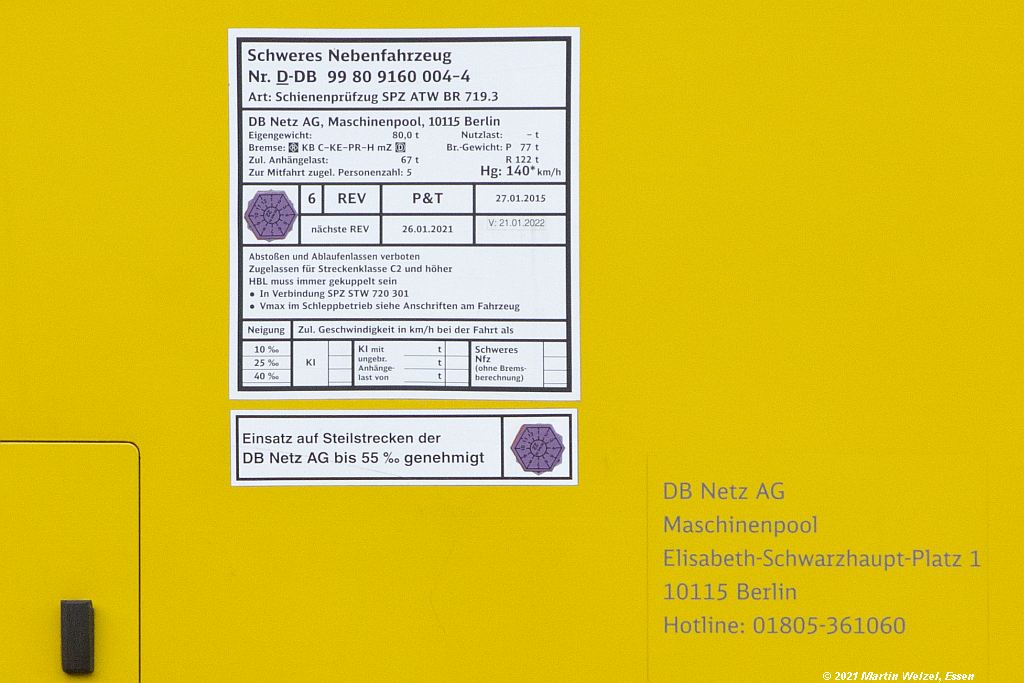 Schweres Nebenfahrzeug
Nr. D-DB 99 80 9160 004-4
Art: Schienenprüfzug SPZ ATW BR 719.3
DB Netz AG, Maschinenpool, 10115 Berlin
Eigengewicht: 80,0 t Nutzlast: – t
Bremse: KB C-KE-PR-H mZ D Br.-Gewicht: P 77 t
Zul. Anhängelast: 67 t R 122 t
Zur Mitfahrt zugel. Personenzahl: 5 Hg: 140* km/h
6 REV P&T 27.01.2015
nächste REV 26.01.2021 V: 21.01.2022
Abstoßen und Ablaufenlassen verboten
Zugelassen für Streckenklasse C2 und höher
HBL muss immer gekuppelt sein
• In Verbindung SPZ STW 720 301
• Vmax im Schleppbetrieb siehe Anschriften am Fahrzeug
Neigung Zul. Geschwindigkeit in km/h bei der Fahrt als
10 ‰
25 ‰
40 ‰
KI
KI mit t
ungebr.
Anhänge- t
last von t
Schweres
Nfz
(ohne Brems-
berechnung)
Einsatz auf Steilstrecken der
DB Netz AG bis 55 ‰ genehmigt
DB Netz AG
Maschinenpool
Elisabeth-Schwarzhaupt-Platz 1
10115 Berlin
Hotline: 01805-361060
© 2021 Martin Welzel, Essen